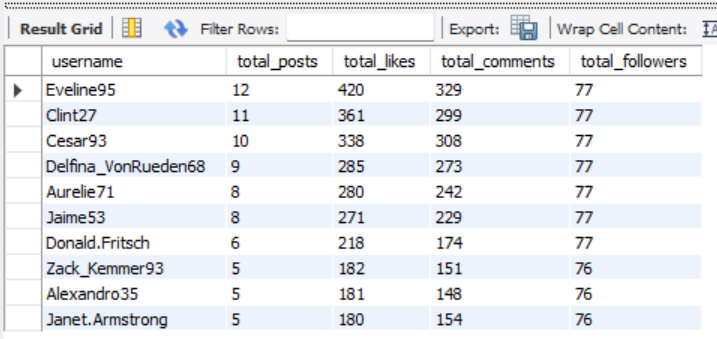 Result Grid Filter Rows: Export: Wrap Cell Content:
username total_posts total_likes total_comments total_followers
Eveline95 12 420 329 77
Clint27 11 361 299 77
Cesar93 10 338 308 77
Delfina_VonRueden68 9 285 273 77
Aurelie71 8 280 242 77
Jaime53 8 271 229 77
Donald.Fritsch 6 218 174 77
Zack_Kemmer93 5 182 151 76
Alexandro35 5 181 148 76
Janet.Armstrong 5 180 154 76